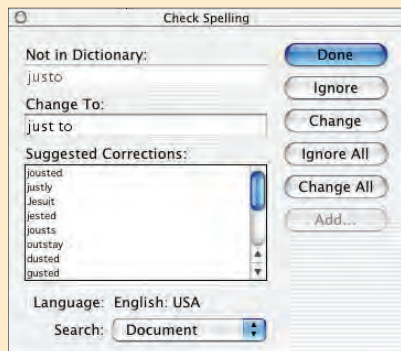 Check Spelling
Not in Dictionary:
justo
Change To:
just to
Suggested Corrections:
jousted
justly
Jesuit
jested
jousts
outstay
dusted
gusted
Language: English: USA
Search: Document
Done
Ignore
Change
Ignore All
Change All
Add...